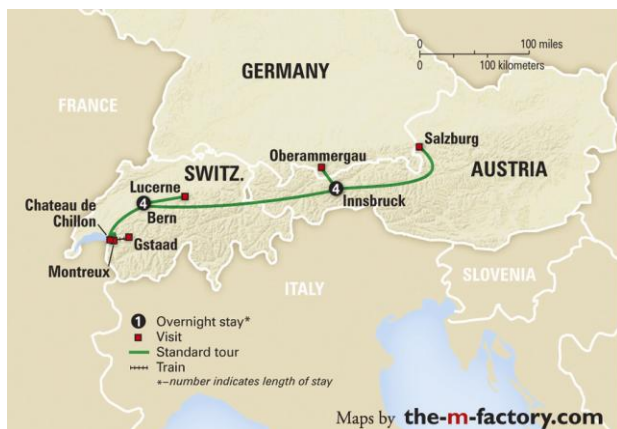 0 100 miles
0 100 kilometers
GERMANY
FRANCE
Salzburg
Oberammergau
AUSTRIA
SWITZ.
Lucerne
4
4
Innsbruck
Bern
Chateau de
Chillon
Gstaad
Montreux
SLOVENIA
ITALY
1 Overnight stay*
Visit
Standard tour
Train
*–number indicates length of stay
Maps by the-m-factory.com